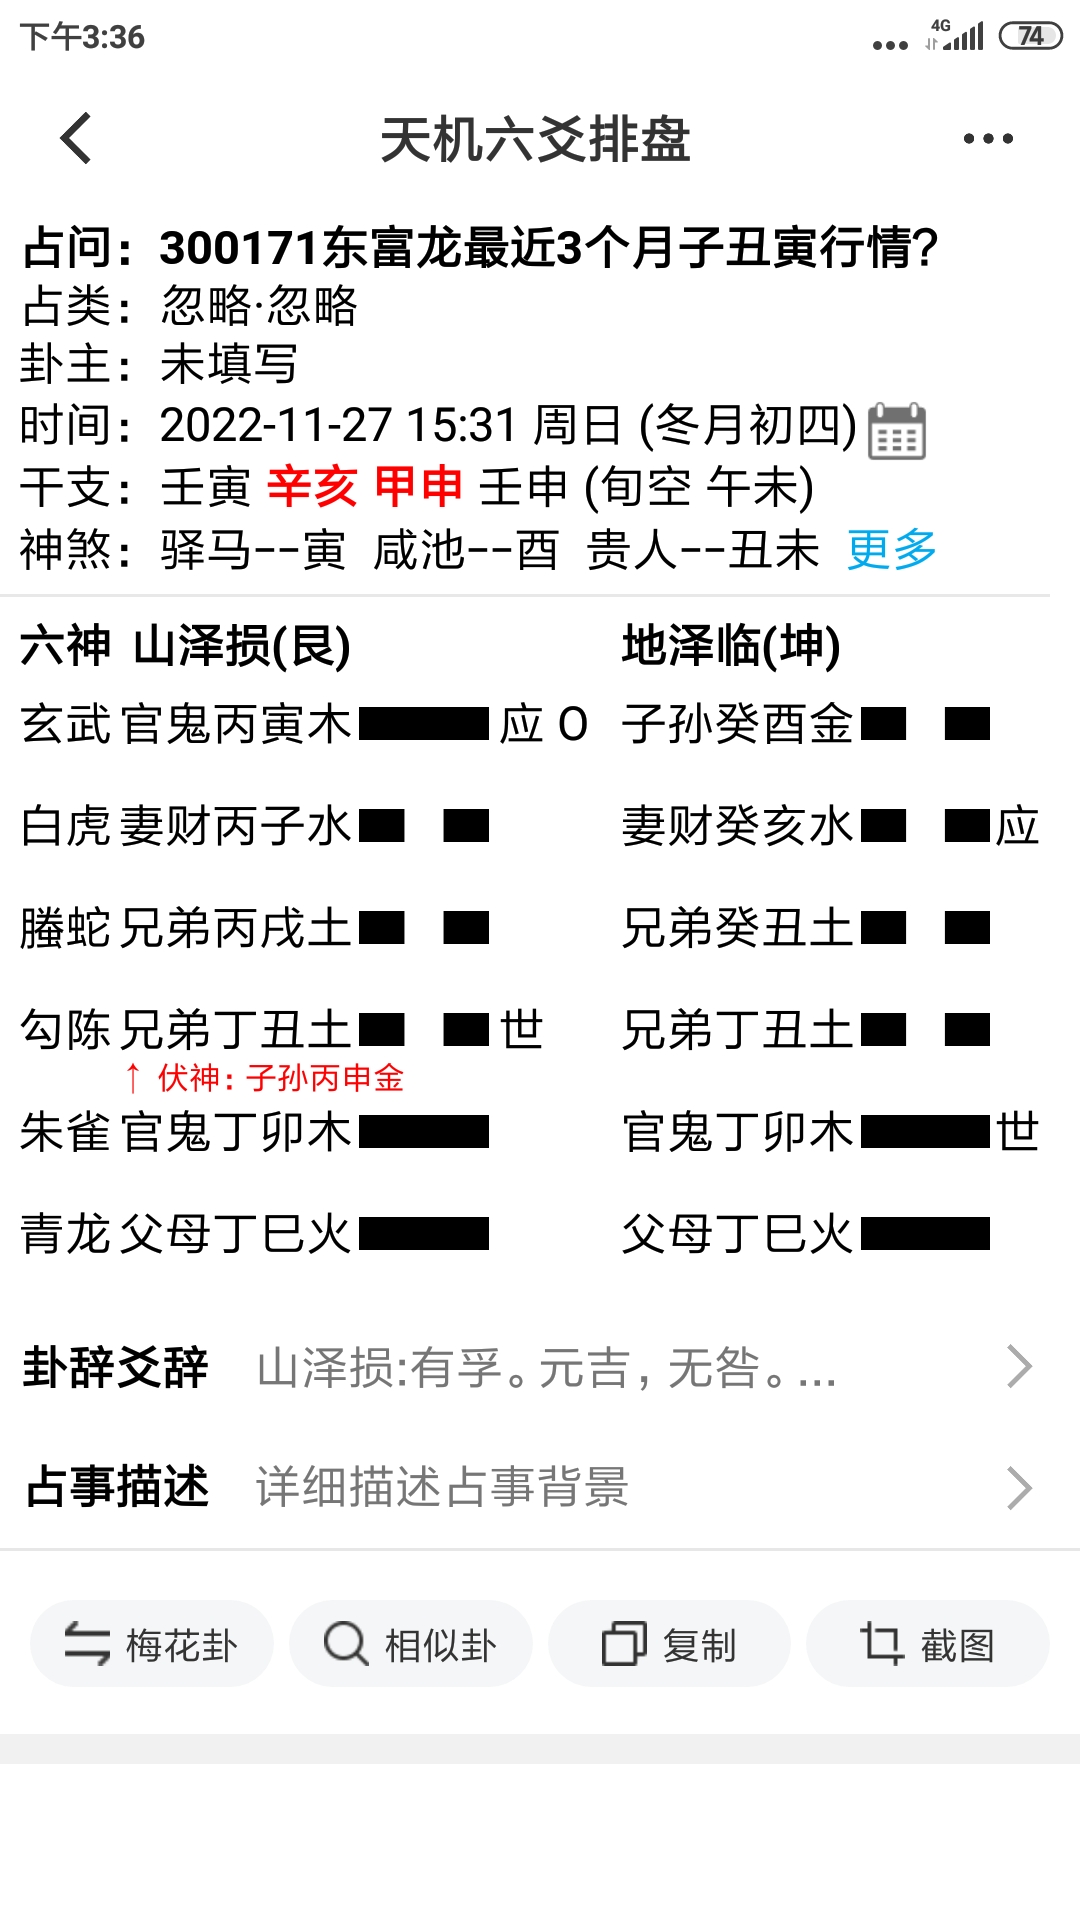 下午3:36
4G 74
天机六爻排盘
占问：300171东富龙最近3个月子丑寅行情?
占类：忽略·忽略
卦主：未填写
时间：2022-11-27 15:31 周日 (冬月初四)
干支：壬寅 辛亥 甲申 壬申 (旬空 午未)
神煞：驿马--寅 咸池--酉 贵人--丑未 更多
六神 山泽损(艮) 地泽临(坤)
玄武 官鬼丙寅木 应 O 子孙癸酉金
白虎 妻财丙子水 妻财癸亥水 应
螣蛇 兄弟丙戌土 兄弟癸丑土
勾陈 兄弟丁丑土 世 兄弟丁丑土
↑ 伏神：子孙丙申金
朱雀 官鬼丁卯木 官鬼丁卯木 世
青龙 父母丁巳火 父母丁巳火
卦辞爻辞 山泽损:有孚。元吉，无咎。...
占事描述 详细描述占事背景
梅花卦 相似卦 复制 截图